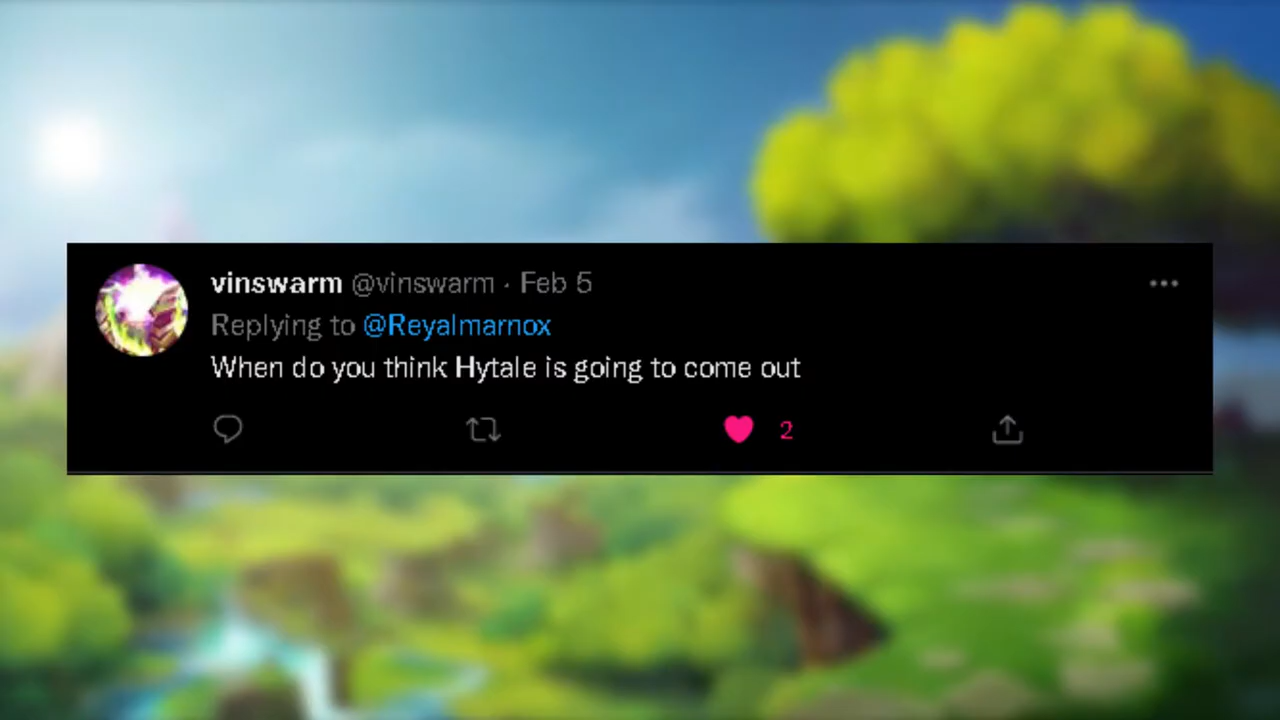 vinswarm @vinswarm · Feb 5
Replying to @Reyalmarnox
When do you think Hytale is going to come out
2